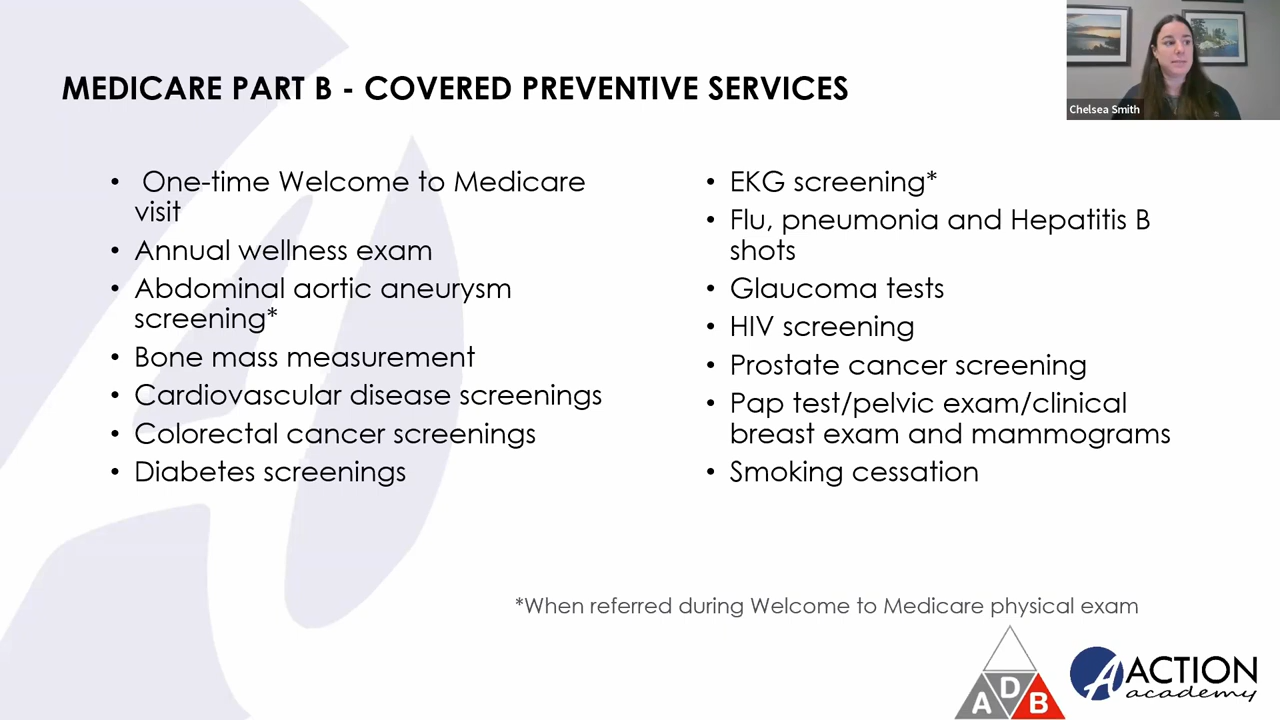 MEDICARE PART B - COVERED PREVENTIVE SERVICES
Chelsea Smith
• One-time Welcome to Medicare
visit
• Annual wellness exam
• Abdominal aortic aneurysm
screening*
• Bone mass measurement
• Cardiovascular disease screenings
• Colorectal cancer screenings
• Diabetes screenings
• EKG screening*
• Flu, pneumonia and Hepatitis B
shots
• Glaucoma tests
• HIV screening
• Prostate cancer screening
• Pap test/pelvic exam/clinical
breast exam and mammograms
• Smoking cessation
*When referred during Welcome to Medicare physical exam
A D B
A ACTION
academy